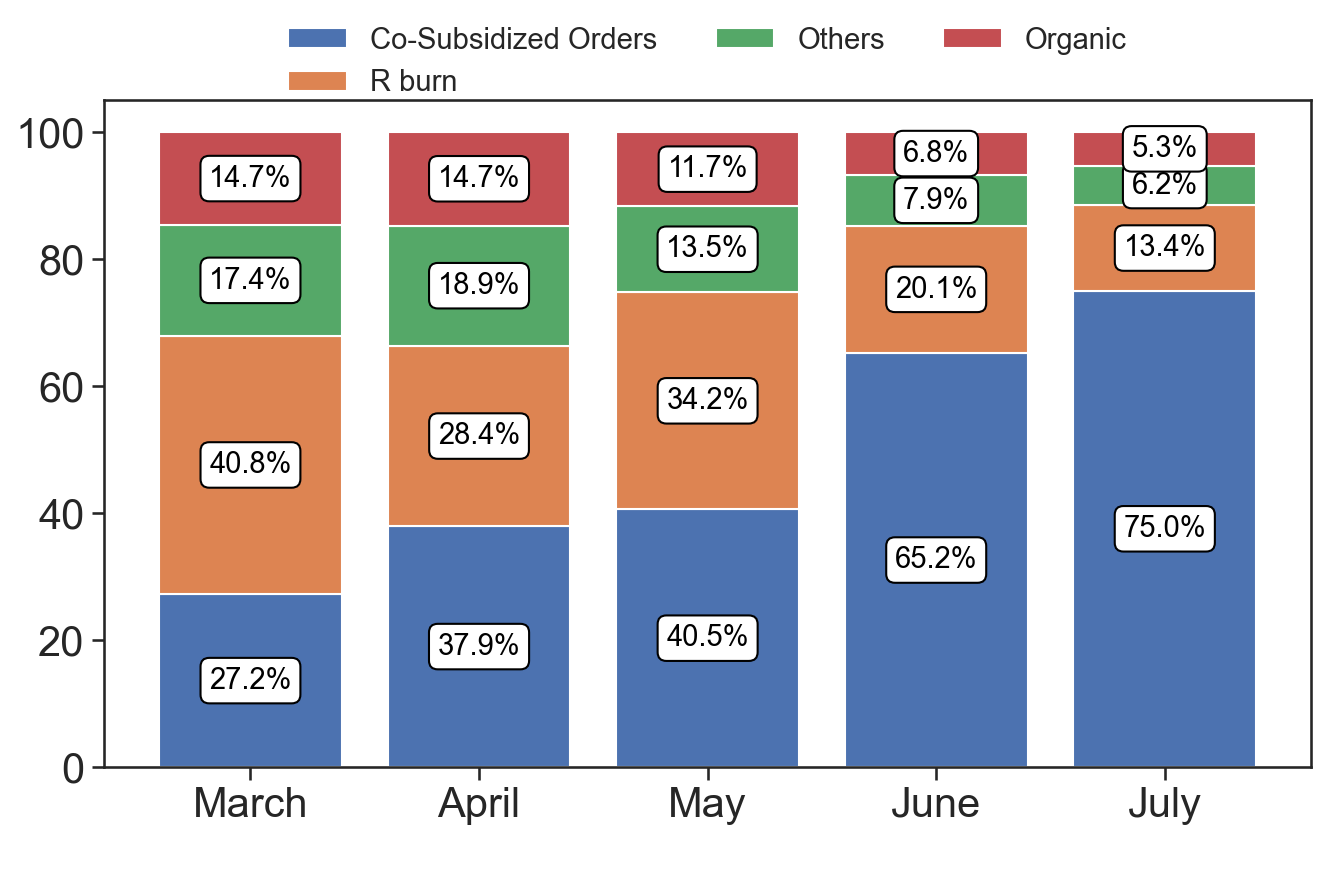 Co-Subsidized Orders Others Organic
R burn
100
14.7% 14.7% 11.7% 6.8% 5.3%
17.4% 18.9% 13.5% 7.9% 6.2%
80
40.8% 28.4% 34.2% 20.1% 13.4%
60
40
27.2% 37.9% 40.5% 65.2% 75.0%
20
0
March April May June July